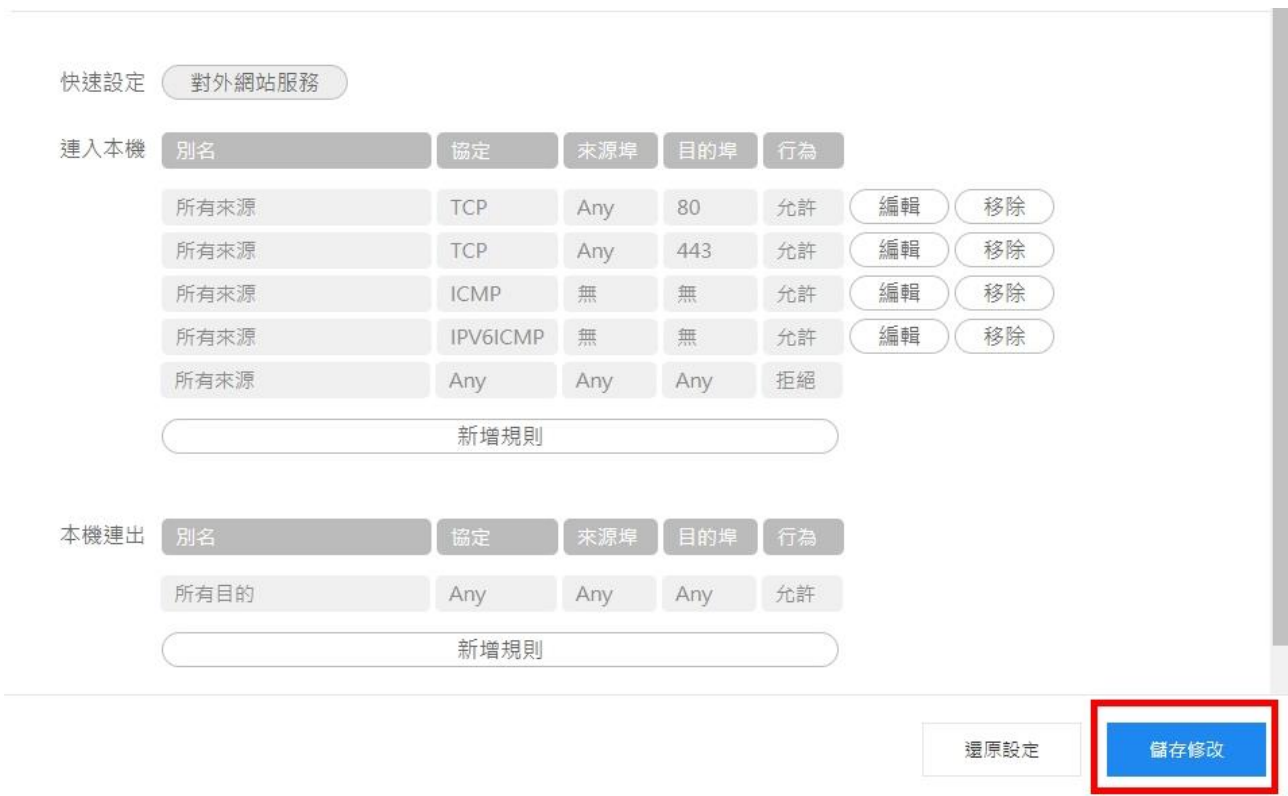 快速設定 對外網站服務
連入本機 別名 協定 來源埠 目的埠 行為
所有來源 TCP Any 80 允許 編輯 移除
所有來源 TCP Any 443 允許 編輯 移除
所有來源 ICMP 無 無 允許 編輯 移除
所有來源 IPV6ICMP 無 無 允許 編輯 移除
所有來源 Any Any Any 拒絕
新增規則
本機連出 別名 協定 來源埠 目的埠 行為
所有目的 Any Any Any 允許
新增規則
還原設定 儲存修改